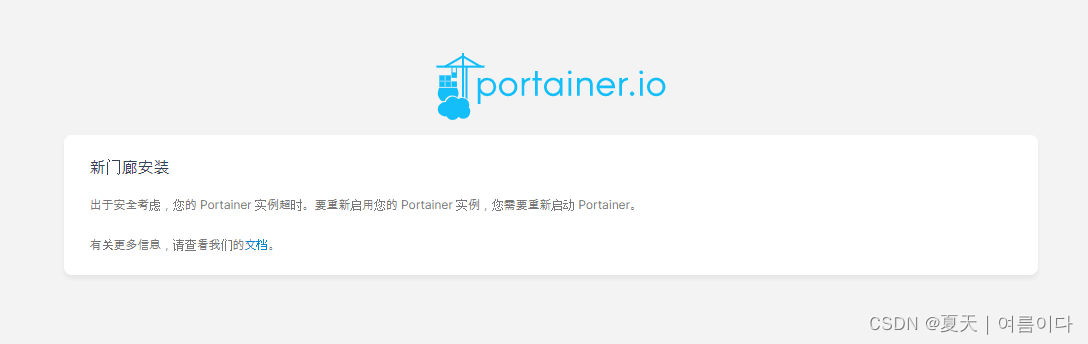 portainer.io
新门廊安装
出于安全考虑，您的 Portainer 实例超时。要重新启用您的 Portainer 实例，您需要重新启动 Portainer。
有关更多信息，请查看我们的文档。
CSDN @夏天 | 여름이다